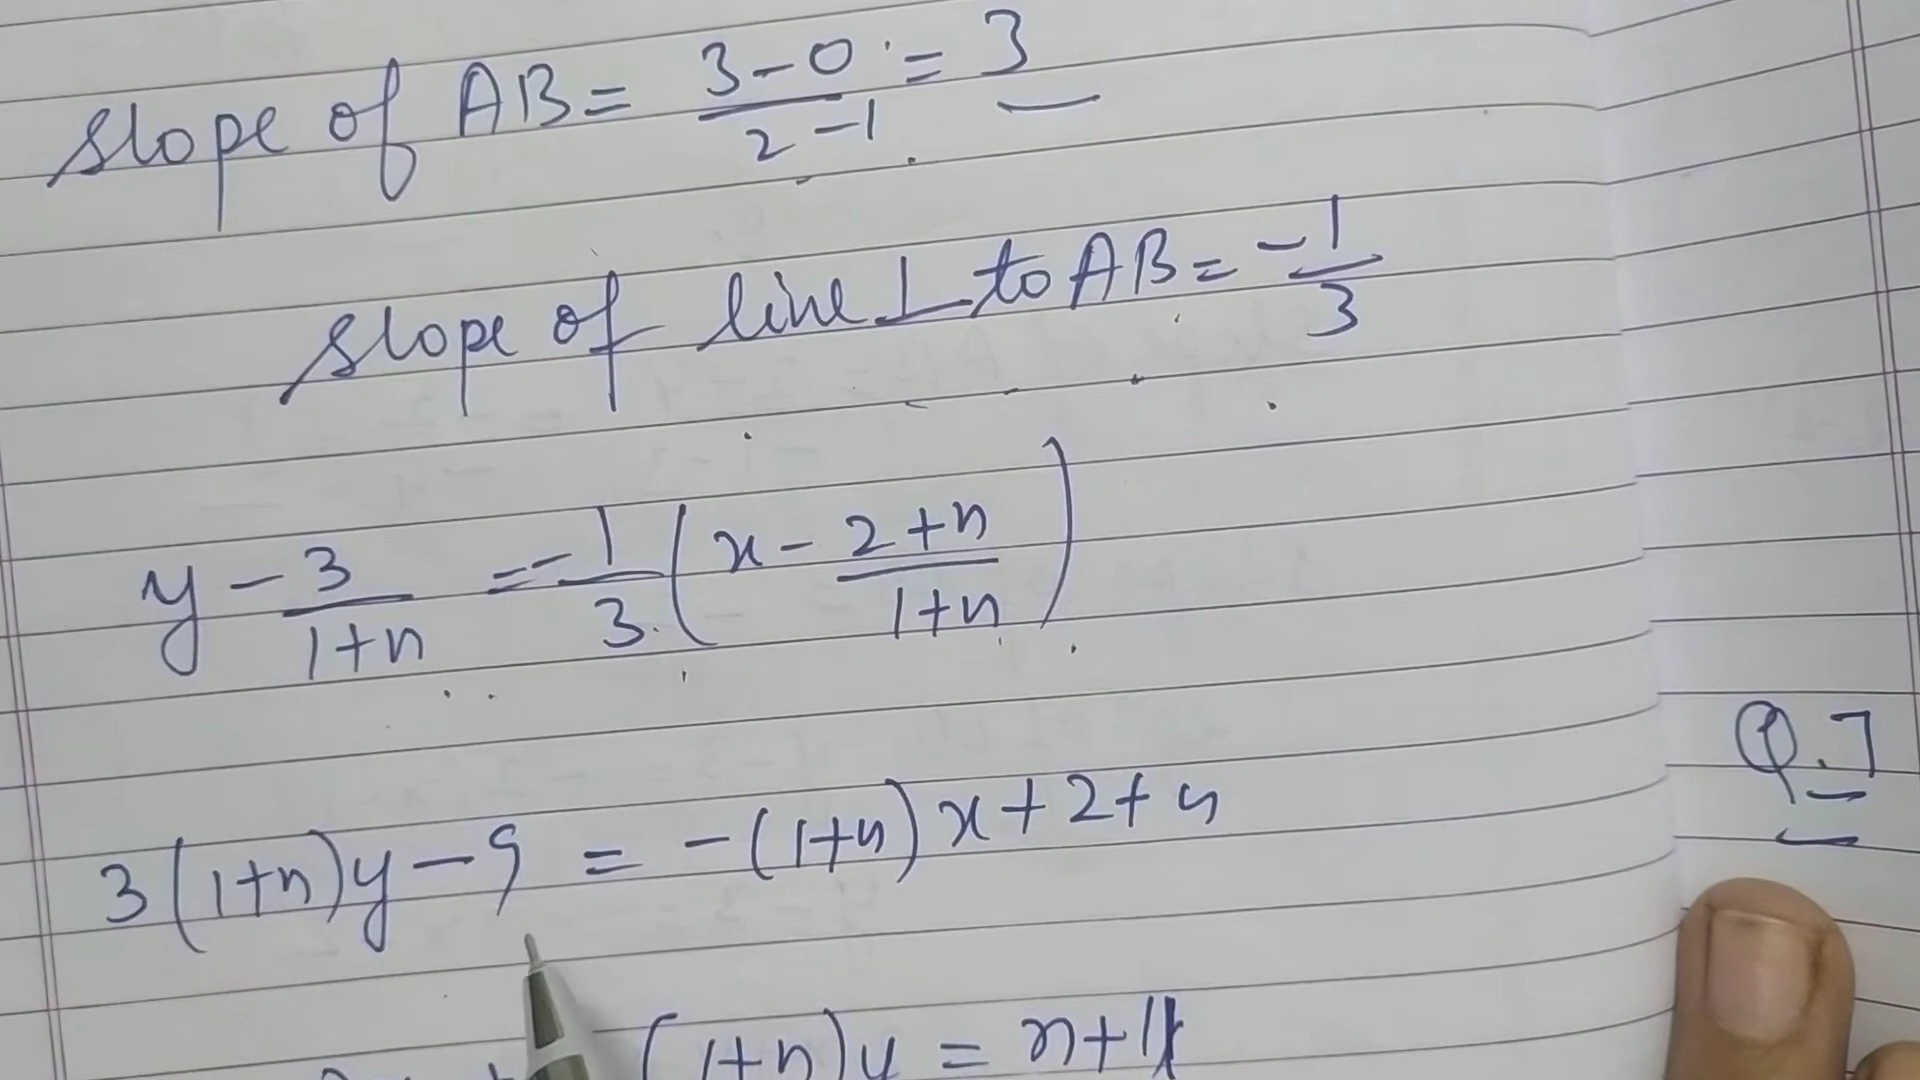 slope of AB = 3-0/2-1 = 3
slope of line ⊥ to AB = -1/3
y - 3/1+n = -1/3 (x - 2+n/1+n)
3(1+n)y - 9 = -(1+n)x + 2 + n
Q.7
(1+n)y = n+11